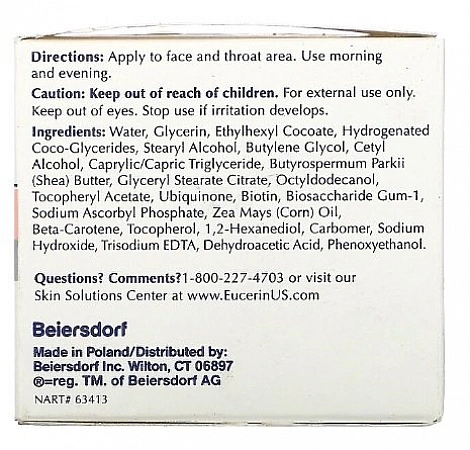 Directions: Apply to face and throat area. Use morning
and evening.
Caution: Keep out of reach of children. For external use only.
Keep out of eyes. Stop use if irritation develops.
Ingredients: Water, Glycerin, Ethylhexyl Cocoate, Hydrogenated
Coco-Glycerides, Stearyl Alcohol, Butylene Glycol, Cetyl
Alcohol, Caprylic/Capric Triglyceride, Butyrospermum Parkii
(Shea) Butter, Glyceryl Stearate Citrate, Octyldodecanol,
Tocopheryl Acetate, Ubiquinone, Biotin, Biosaccharide Gum-1,
Sodium Ascorbyl Phosphate, Zea Mays (Corn) Oil,
Beta-Carotene, Tocopherol, 1,2-Hexanediol, Carbomer, Sodium
Hydroxide, Trisodium EDTA, Dehydroacetic Acid, Phenoxyethanol.
Questions? Comments?1-800-227-4703 or visit our
Skin Solutions Center at www.EucerinUS.com
Beiersdorf
Made in Poland/Distributed by:
Beiersdorf Inc. Wilton, CT 06897
®=reg. TM. of Beiersdorf AG
NART# 63413